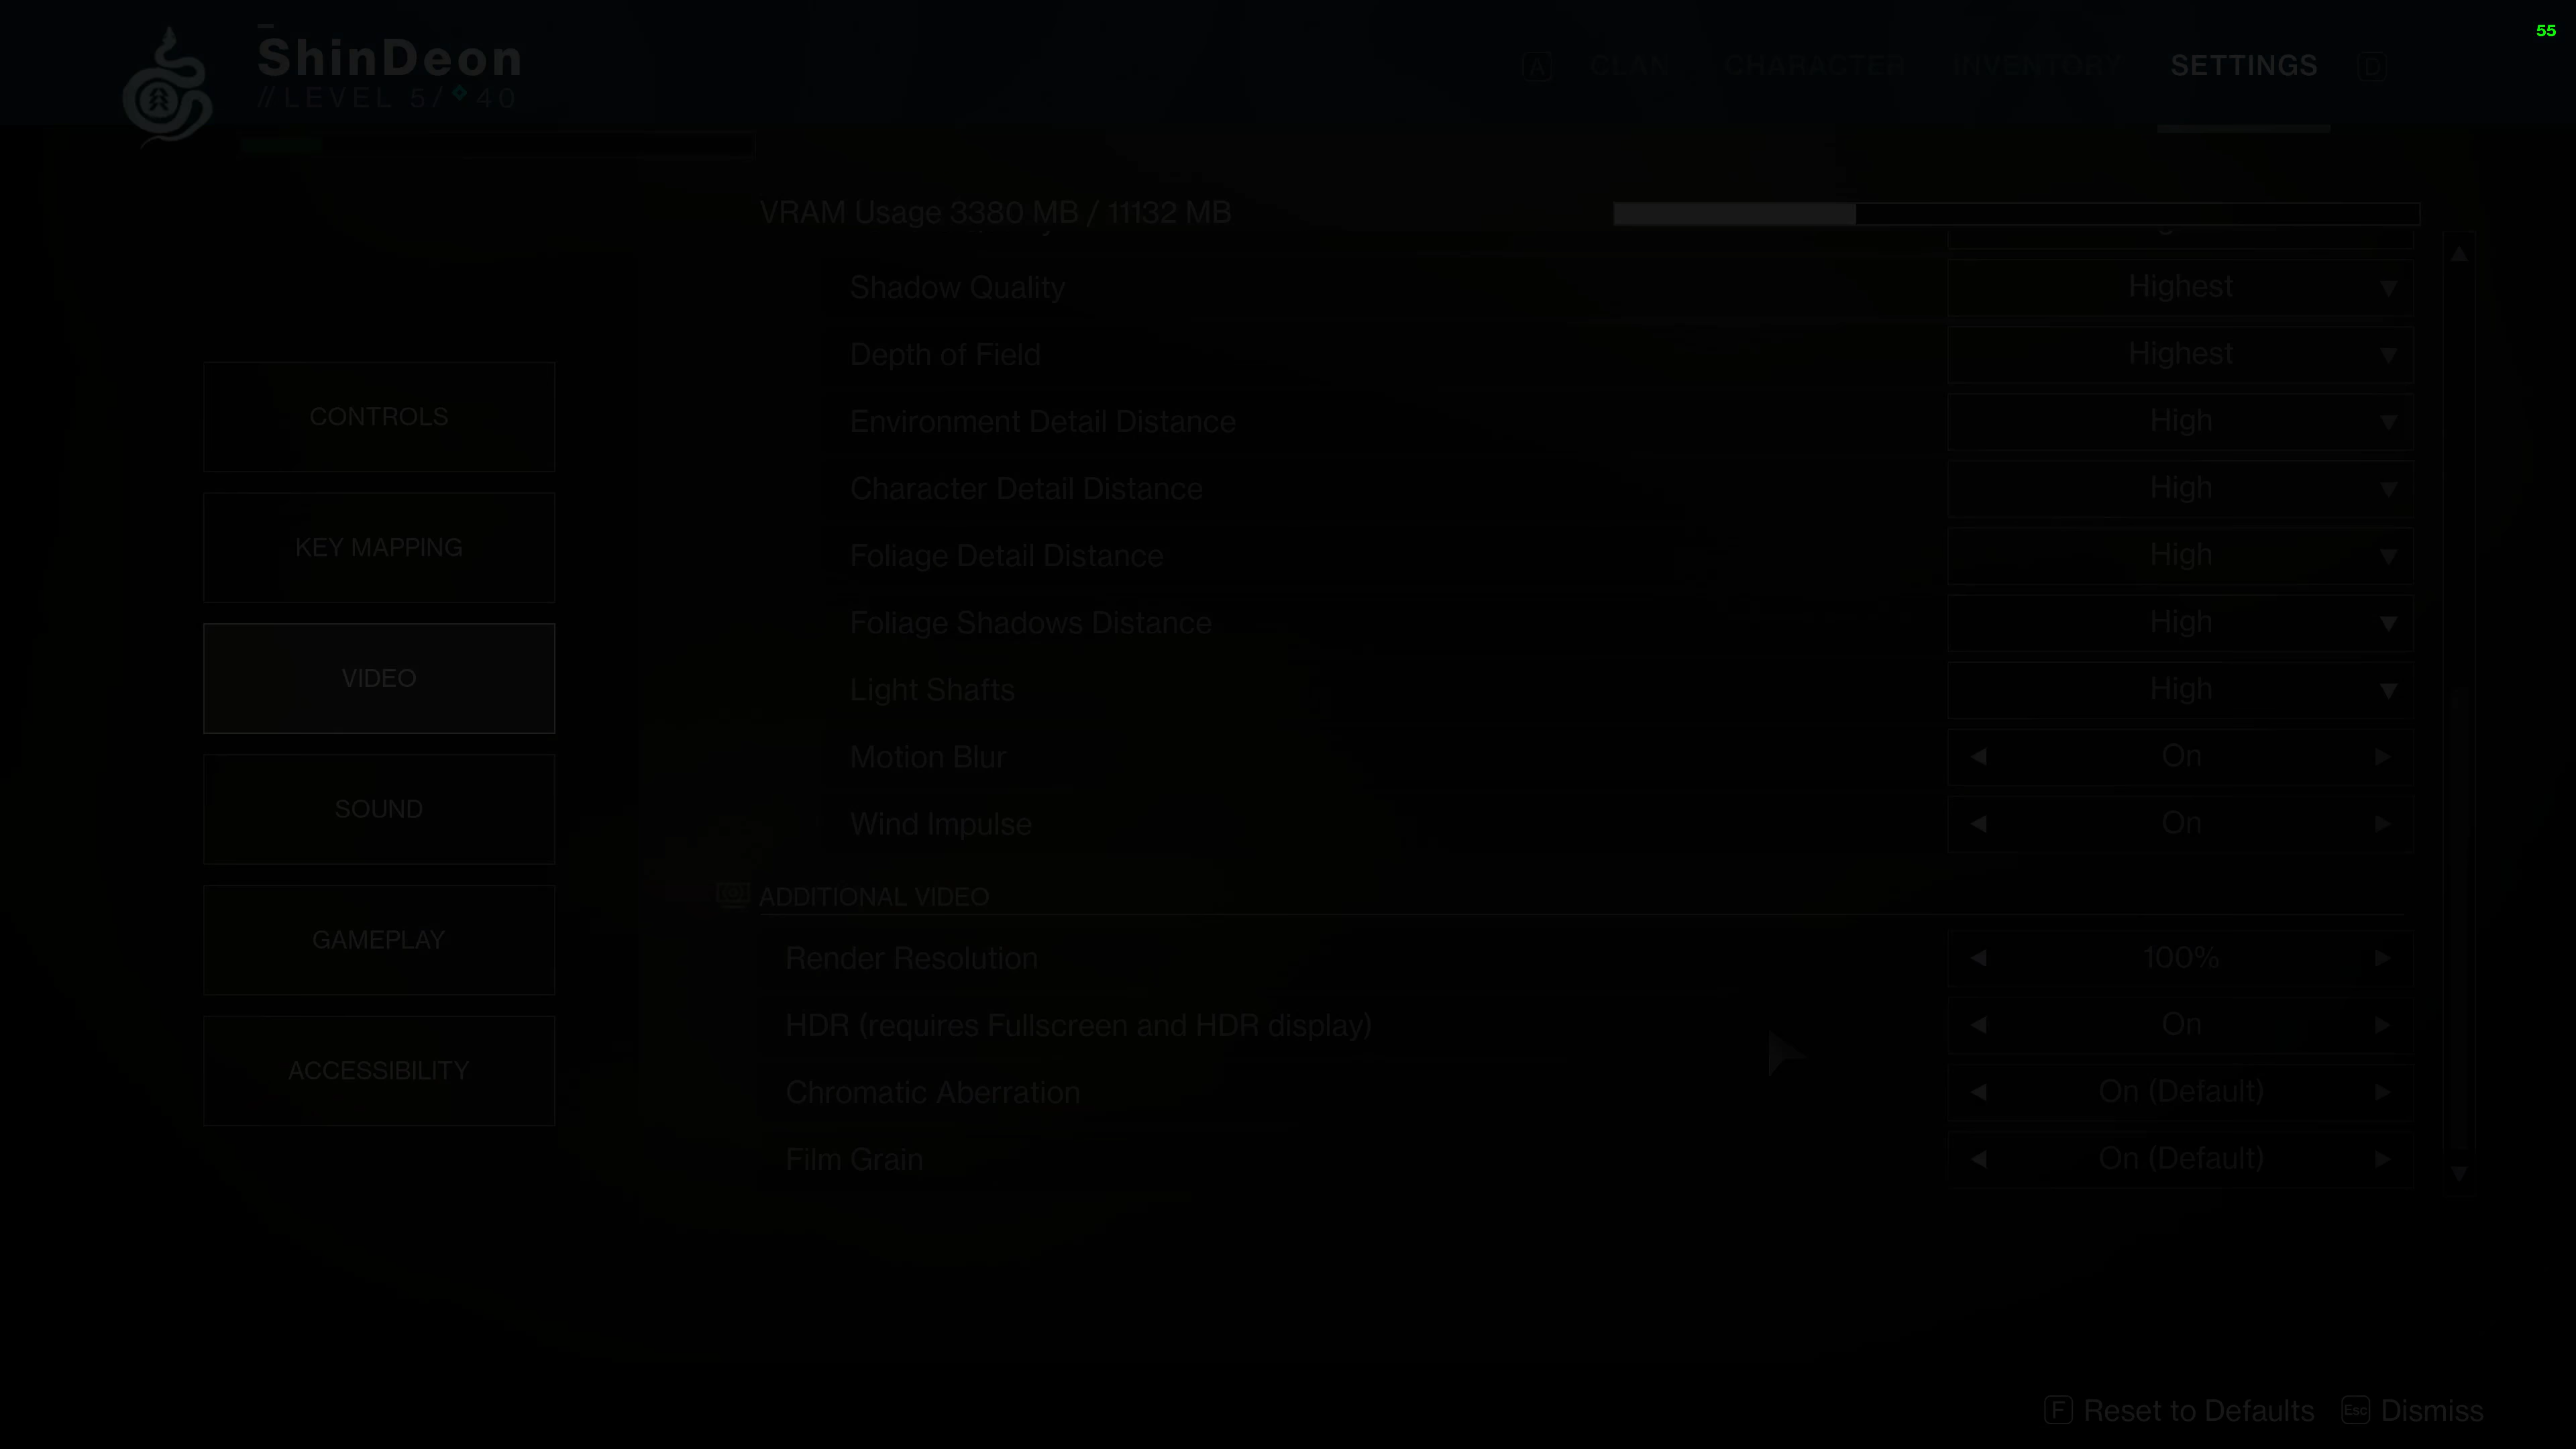 55
ShinDeon
// LEVEL 5/ 40
A CLAN CHARACTER INVENTORY SETTINGS D
VRAM Usage 3380 MB / 11132 MB
Shadow Quality Highest
Depth of Field Highest
Environment Detail Distance High
Character Detail Distance High
Foliage Detail Distance High
Foliage Shadows Distance High
Light Shafts High
Motion Blur On
Wind Impulse On
CONTROLS
KEY MAPPING
VIDEO
SOUND
GAMEPLAY
ACCESSIBILITY
ADDITIONAL VIDEO
Render Resolution 100%
HDR (requires Fullscreen and HDR display) On
Chromatic Aberration On (Default)
Film Grain On (Default)
F Reset to Defaults Esc Dismiss